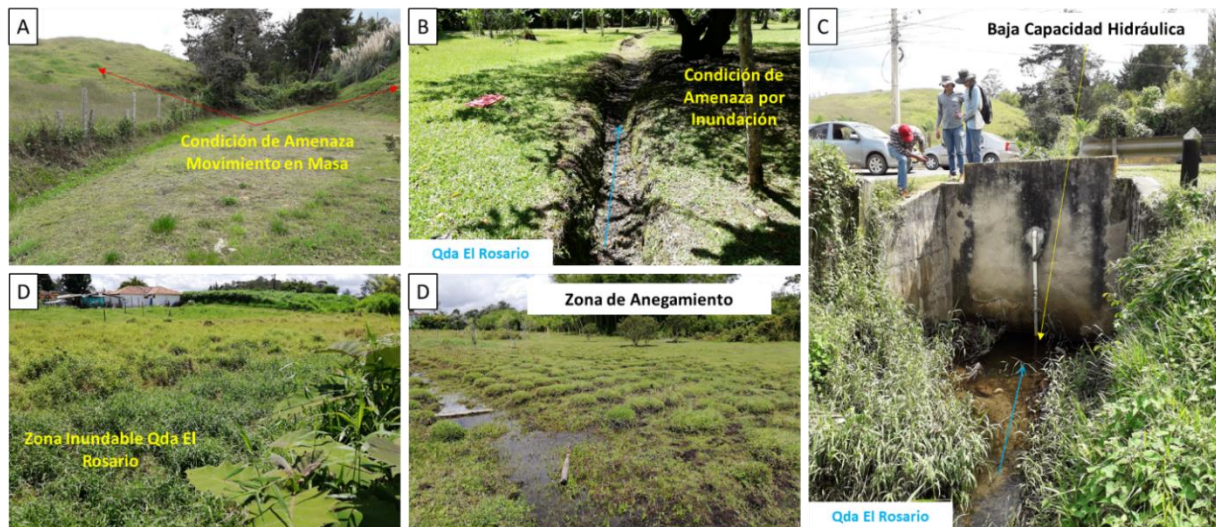 A
Condición de Amenaza
Movimiento en Masa
B
Condición de
Amenaza por
Inundación
Qda El Rosario
C
Baja Capacidad Hidráulica
Qda El Rosario
D
Zona Inundable Qda El
Rosario
D
Zona de Anegamiento